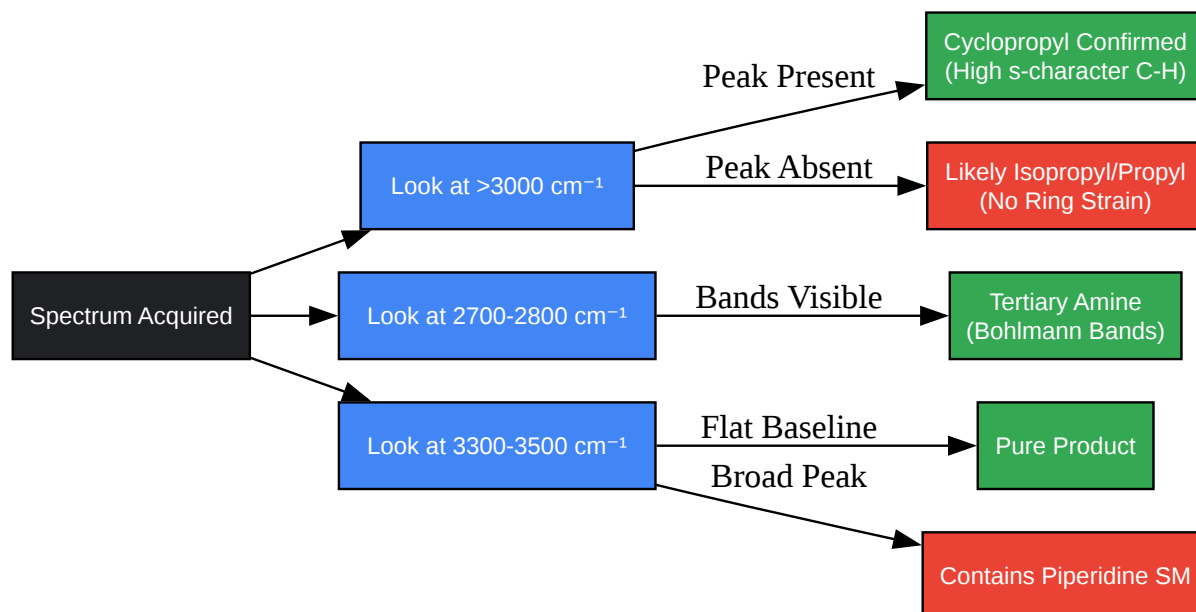 Spectrum Acquired
Look at >3000 cm⁻¹
Peak Present
Cyclopropyl Confirmed
(High s-character C-H)
Peak Absent
Likely Isopropyl/Propyl
(No Ring Strain)
Look at 2700-2800 cm⁻¹
Bands Visible
Tertiary Amine
(Bohlmann Bands)
Look at 3300-3500 cm⁻¹
Flat Baseline
Pure Product
Broad Peak
Contains Piperidine SM